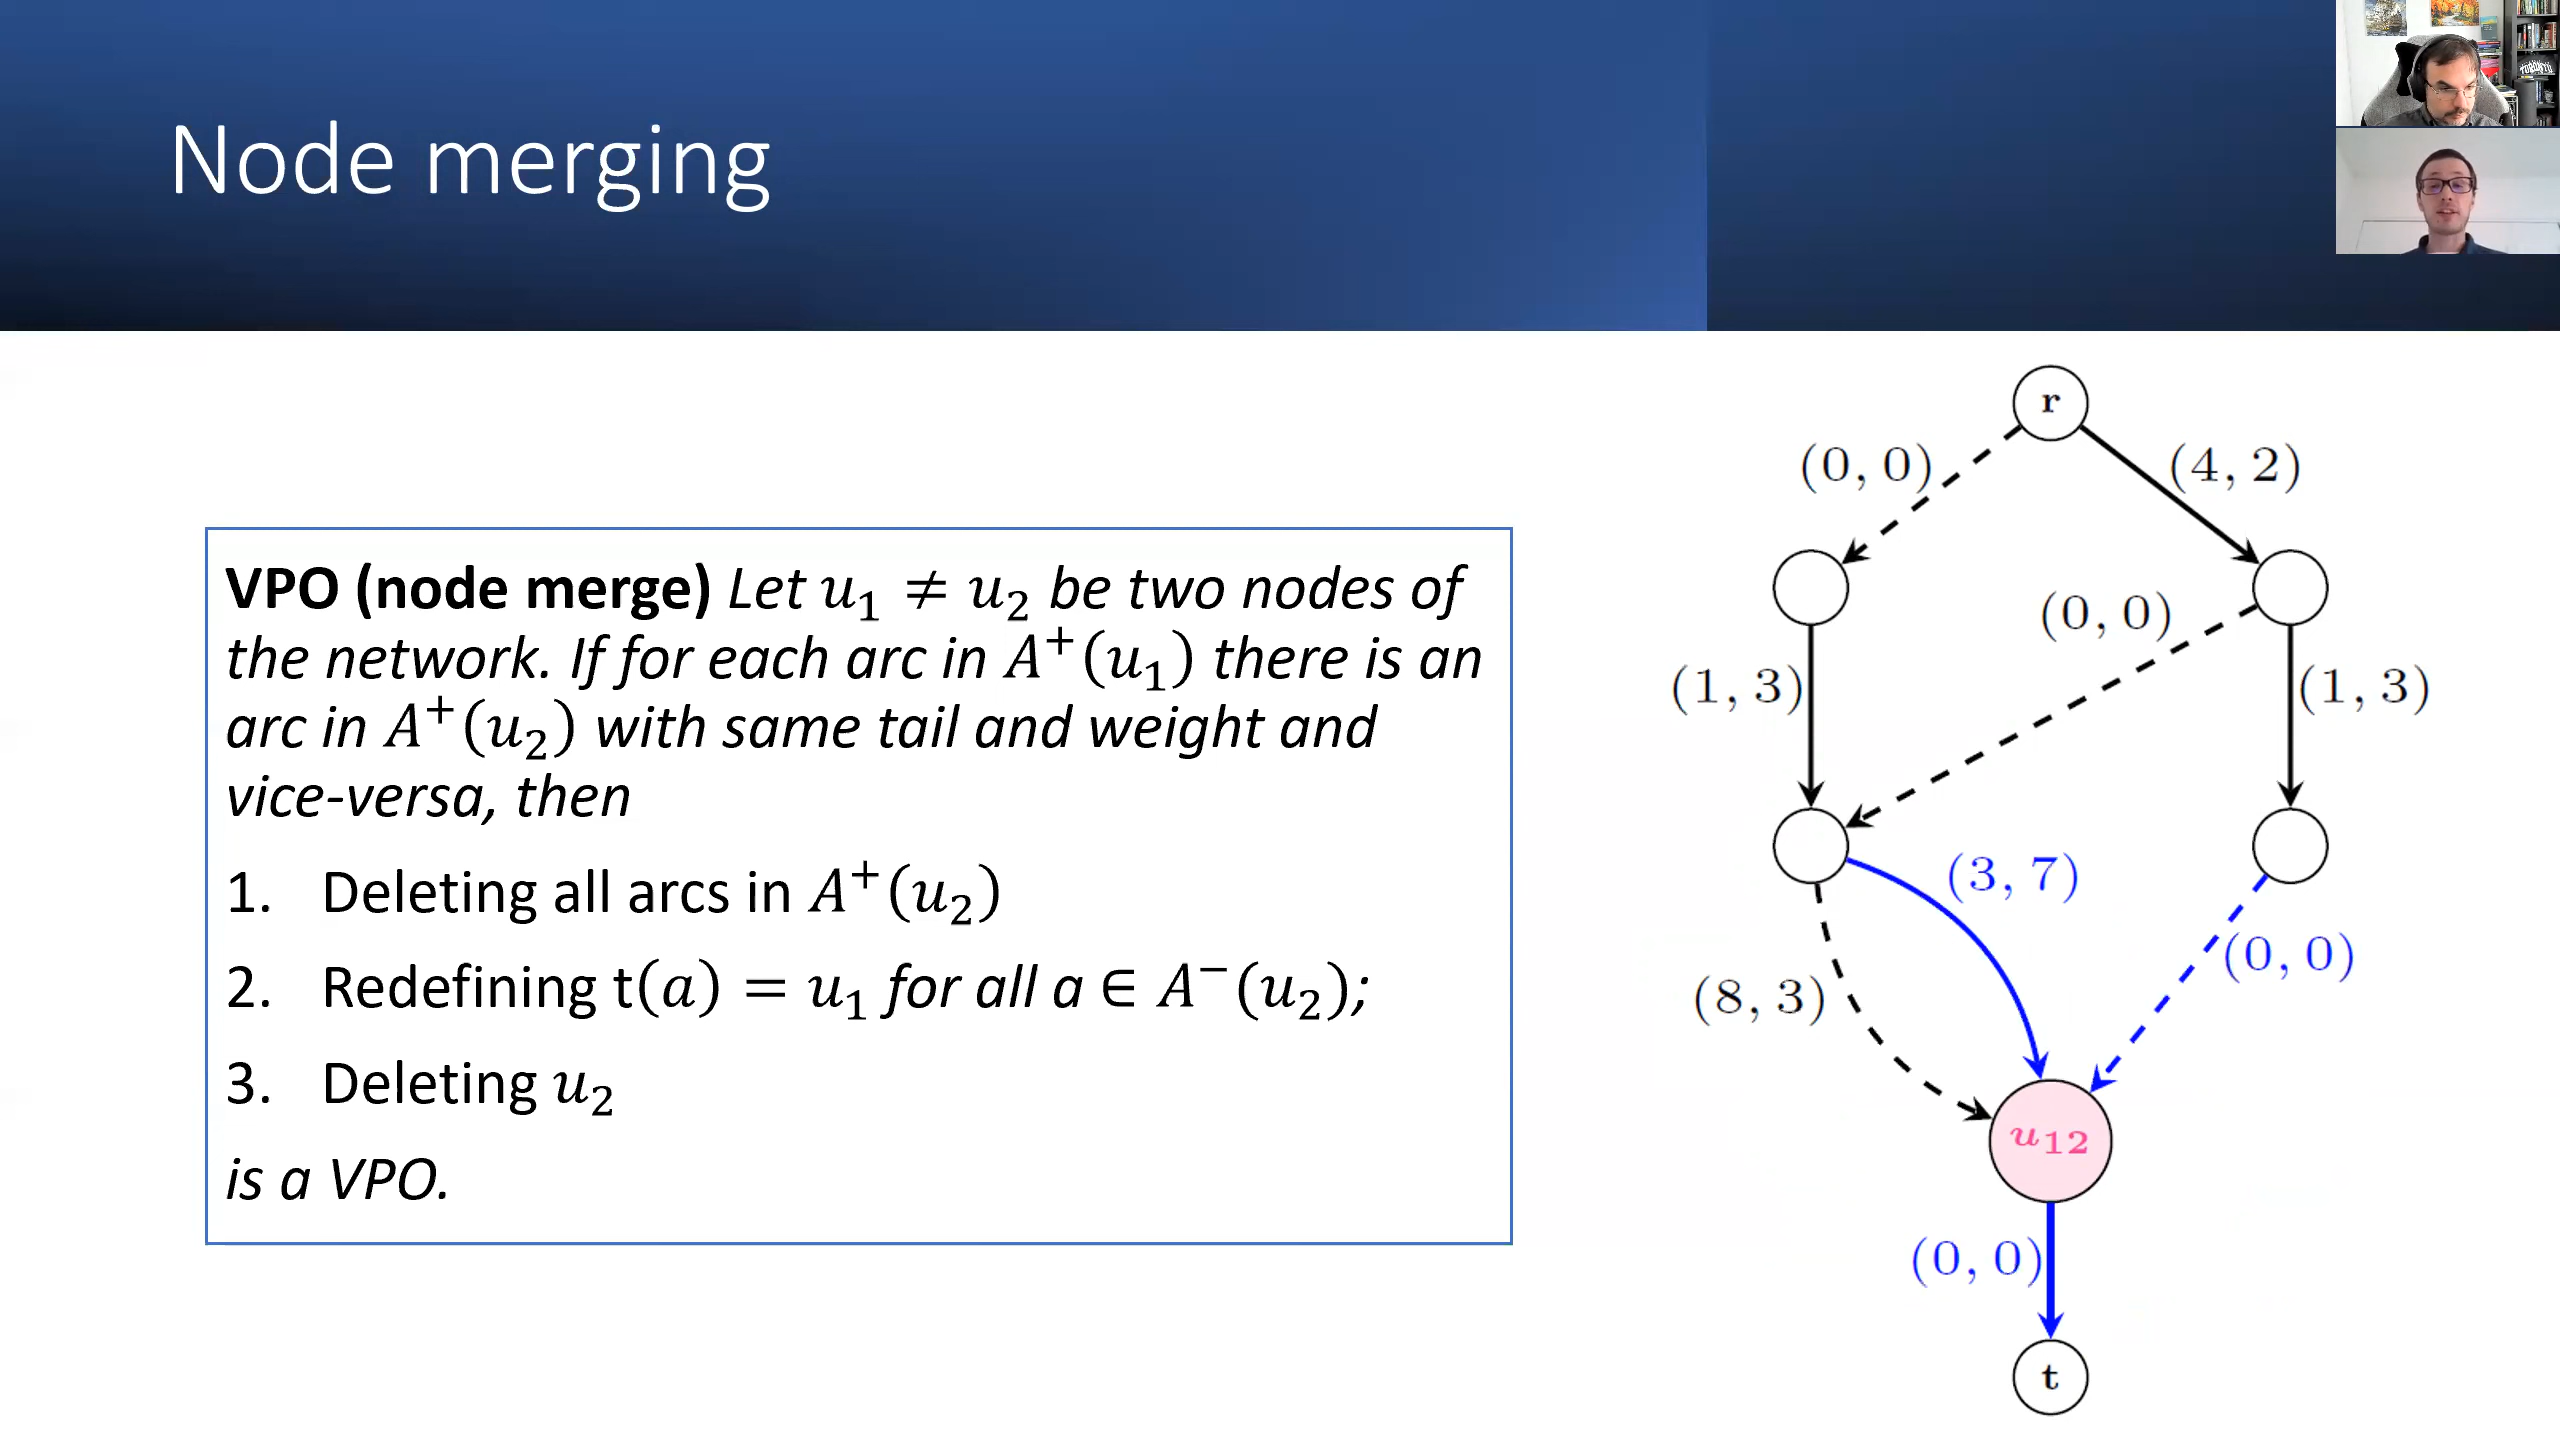 Node merging
VPO (node merge) Let u₁ ≠ u₂ be two nodes of
the network. If for each arc in A⁺(u₁) there is an
arc in A⁺(u₂) with same tail and weight and
vice-versa, then
1. Deleting all arcs in A⁺(u₂)
2. Redefining t(a) = u₁ for all a ∈ A⁻(u₂);
3. Deleting u₂
is a VPO.
r
(0, 0)
(4, 2)
(0, 0)
(1, 3)
(1, 3)
(3, 7)
(0, 0)
(8, 3)
u₁₂
(0, 0)
t
TORONTO